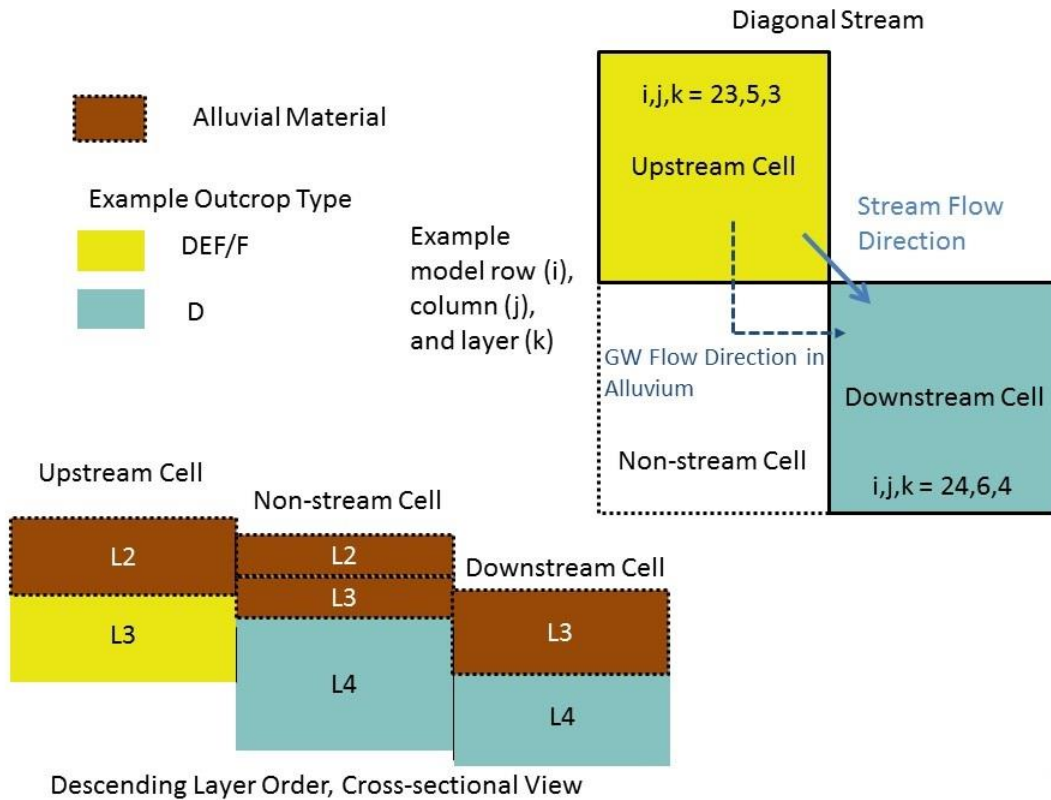 Diagonal Stream
Alluvial Material
Example Outcrop Type
DEF/F
D
Example
model row (i),
column (j),
and layer (k)
i,j,k = 23,5,3
Upstream Cell
Stream Flow
Direction
GW Flow Direction in
Alluvium
Downstream Cell
Non-stream Cell
i,j,k = 24,6,4
Upstream Cell
L2
L3
Non-stream Cell
L2
L3
L4
Downstream Cell
L3
L4
Descending Layer Order, Cross-sectional View